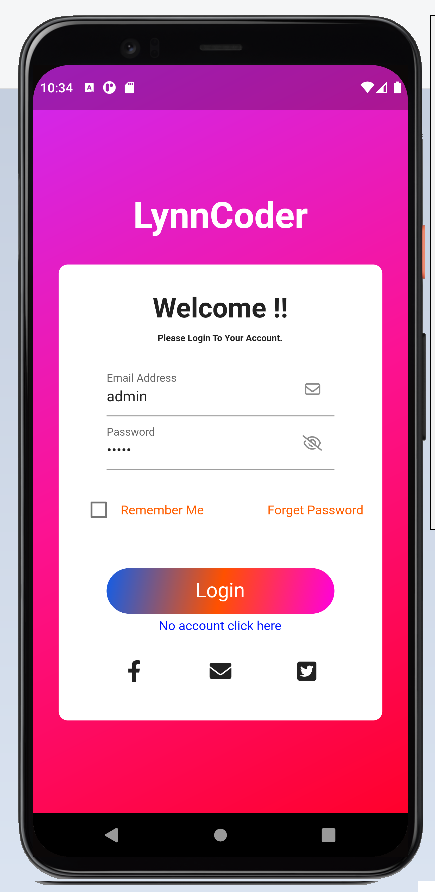 10:34
LynnCoder
Welcome !!
Please Login To Your Account.
Email Address
admin
Password
•••••
Remember Me
Forget Password
Login
No account click here